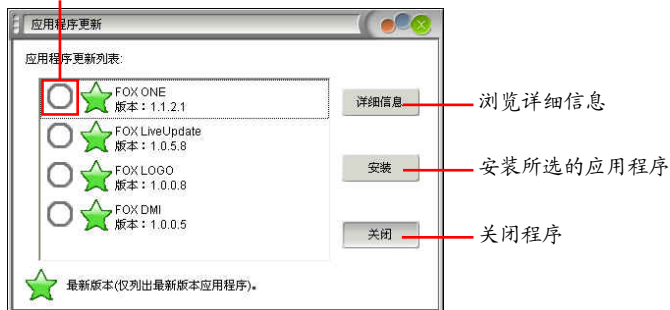 应用程序更新
应用程序更新列表:
FOX ONE
版本：1.1.2.1
详细信息
浏览详细信息
FOX LiveUpdate
版本：1.0.5.8
FOX LOGO
版本：1.0.0.8
安装
安装所选的应用程序
FOX DMI
版本：1.0.0.5
关闭
关闭程序
最新版本(仅列出最新版本应用程序)。